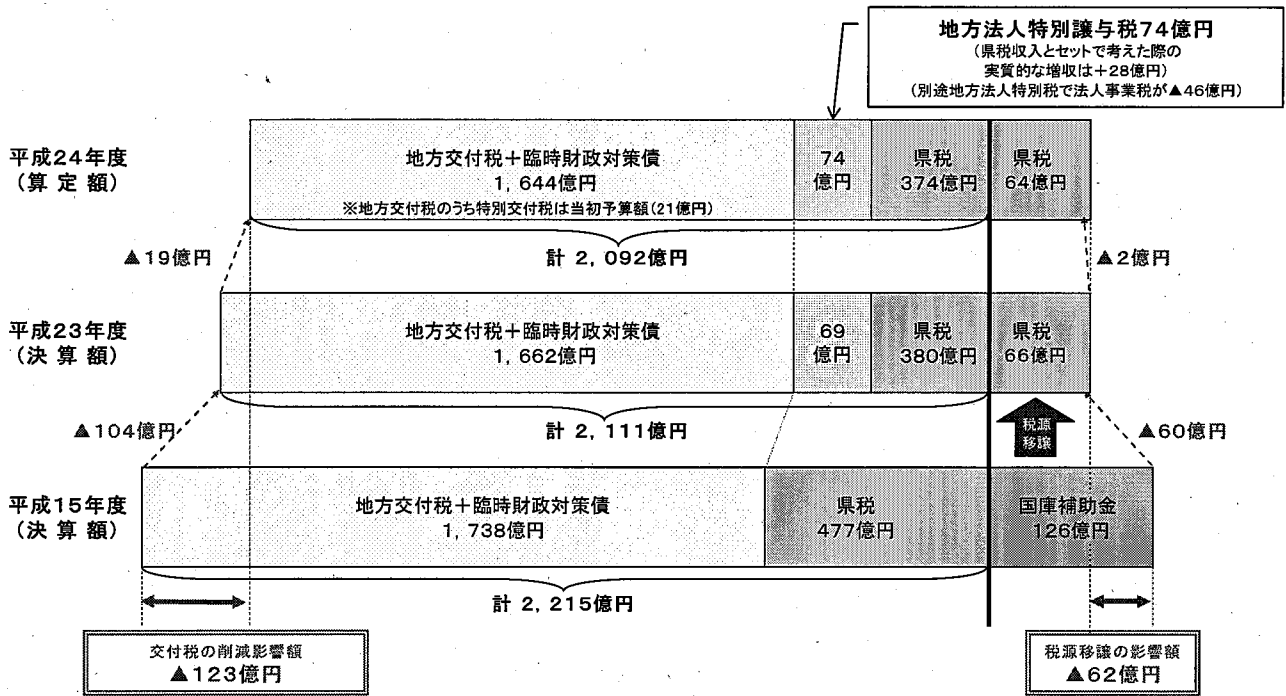 地方法人特別譲与税74億円
(県税収入とセットで考えた際の
実質的な増収は+28億円)
(別途地方法人特別税で法人事業税が▲46億円)
平成24年度
(算 定 額)
地方交付税+臨時財政対策債
1,644億円
※地方交付税のうち特別交付税は当初予算額(21億円)
74
億円
県税
374億円
県税
64億円
計 2,092億円
▲19億円
▲2億円
平成23年度
(決 算 額)
地方交付税+臨時財政対策債
1,662億円
69
億円
県税
380億円
県税
66億円
計 2,111億円
▲104億円
税源
移譲
▲60億円
平成15年度
(決 算 額)
地方交付税+臨時財政対策債
1,738億円
県税
477億円
国庫補助金
126億円
計 2,215億円
交付税の削減影響額
▲123億円
税源移譲の影響額
▲62億円